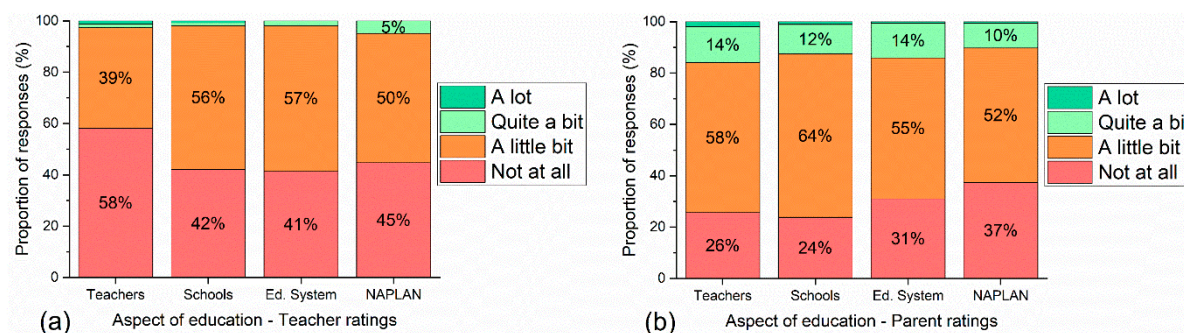 Proportion of responses (%)
100
80
60
40
20
0
39%
58%
56%
42%
57%
41%
5%
50%
45%
A lot
Quite a bit
A little bit
Not at all
Teachers Schools Ed. System NAPLAN
(a) Aspect of education - Teacher ratings
Proportion of responses (%)
100
80
60
40
20
0
14%
58%
26%
12%
64%
24%
14%
55%
31%
10%
52%
37%
A lot
Quite a bit
A little bit
Not at all
Teachers Schools Ed. System NAPLAN
(b) Aspect of education - Parent ratings